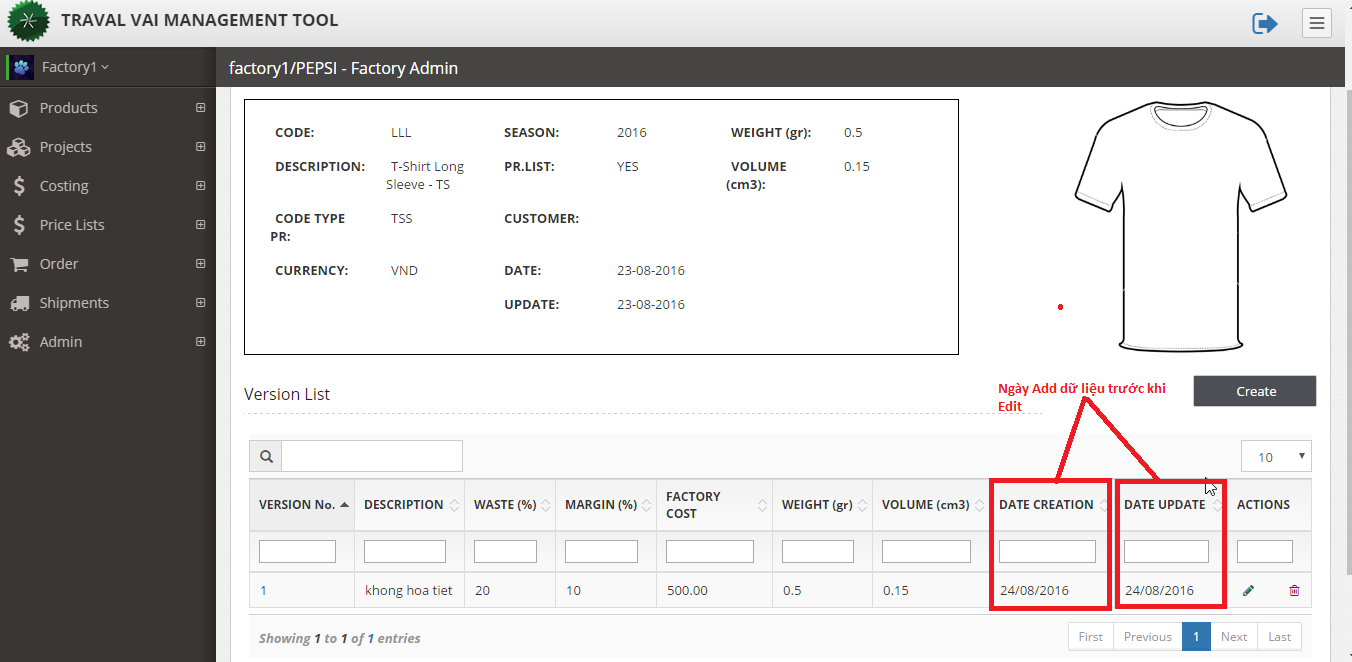 TRAVAL VAI MANAGEMENT TOOL
Factory1
factory1/PEPSI - Factory Admin
Products
Projects
Costing
Price Lists
Order
Shipments
Admin
CODE: LLL SEASON: 2016 WEIGHT (gr): 0.5
DESCRIPTION: T-Shirt Long PR.LIST: YES VOLUME 0.15
Sleeve - TS (cm3):
CODE TYPE TSS CUSTOMER:
PR:
CURRENCY: VND DATE: 23-08-2016
UPDATE: 23-08-2016
Version List
Ngày Add dữ liệu trước khi
Edit
Create
10
VERSION No. DESCRIPTION WASTE (%) MARGIN (%) FACTORY WEIGHT (gr) VOLUME (cm3) DATE CREATION DATE UPDATE ACTIONS
COST
1 khong hoa tiet 20 10 500.00 0.5 0.15 24/08/2016 24/08/2016
Showing 1 to 1 of 1 entries
First Previous 1 Next Last